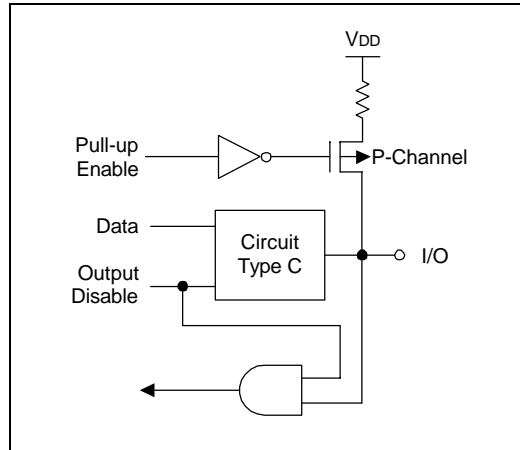 VDD
Pull-up
Enable
P-Channel
Data
Circuit
Type C
Output
Disable
I/O